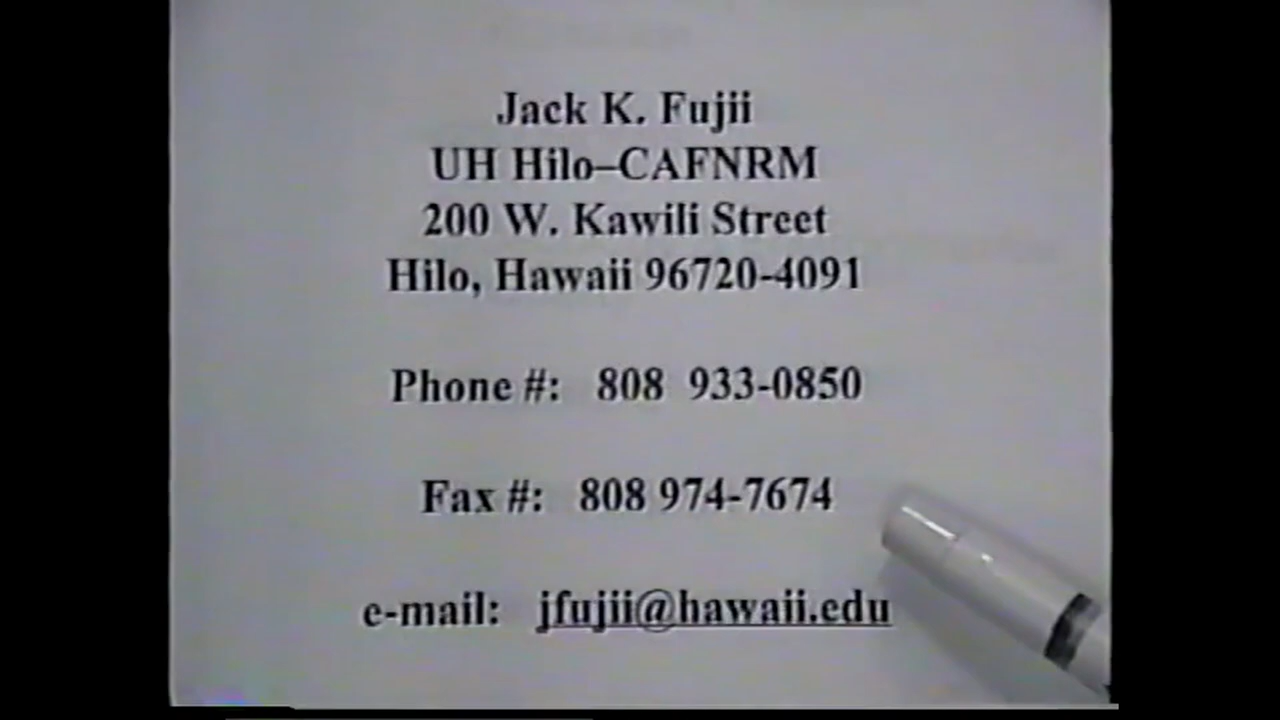 Jack K. Fujii
UH Hilo–CAFNRM
200 W. Kawili Street
Hilo, Hawaii 96720-4091
Phone #: 808 933-0850
Fax #: 808 974-7674
e-mail: jfujii@hawaii.edu